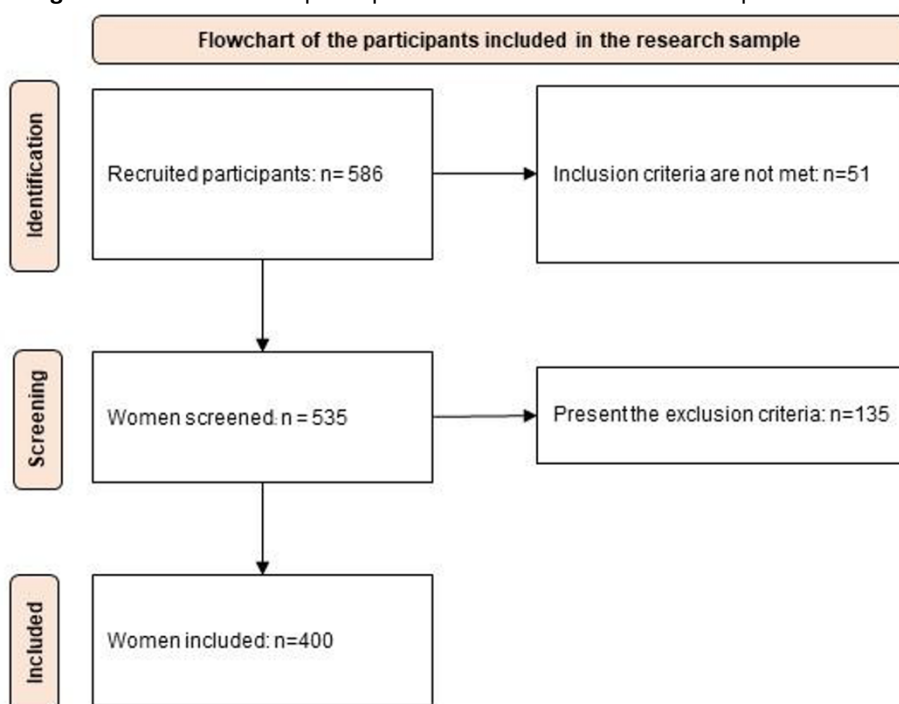 Flowchart of the participants included in the research sample
Identification
Recruited participants: n= 586
Inclusion criteria are not met: n=51
Screening
Women screened: n = 535
Present the exclusion criteria: n=135
Included
Women included: n=400